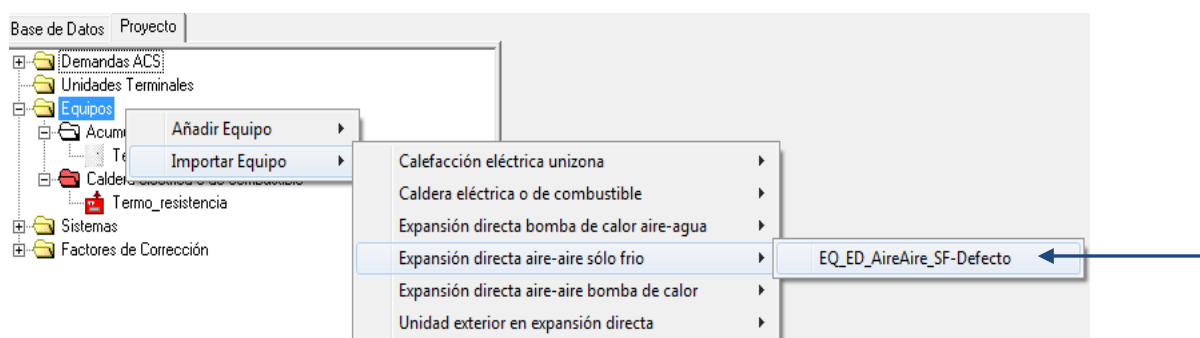 Base de Datos Proyecto
Demandas ACS
Unidades Terminales
Equipos
Añadir Equipo
Importar Equipo
Termo_resistencia
Sistemas
Factores de Corrección
Calefacción eléctrica unizona
Caldera eléctrica o de combustible
Expansión directa bomba de calor aire-agua
Expansión directa aire-aire sólo frio
EQ_ED_AireAire_SF-Defecto
Expansión directa aire-aire bomba de calor
Unidad exterior en expansión directa